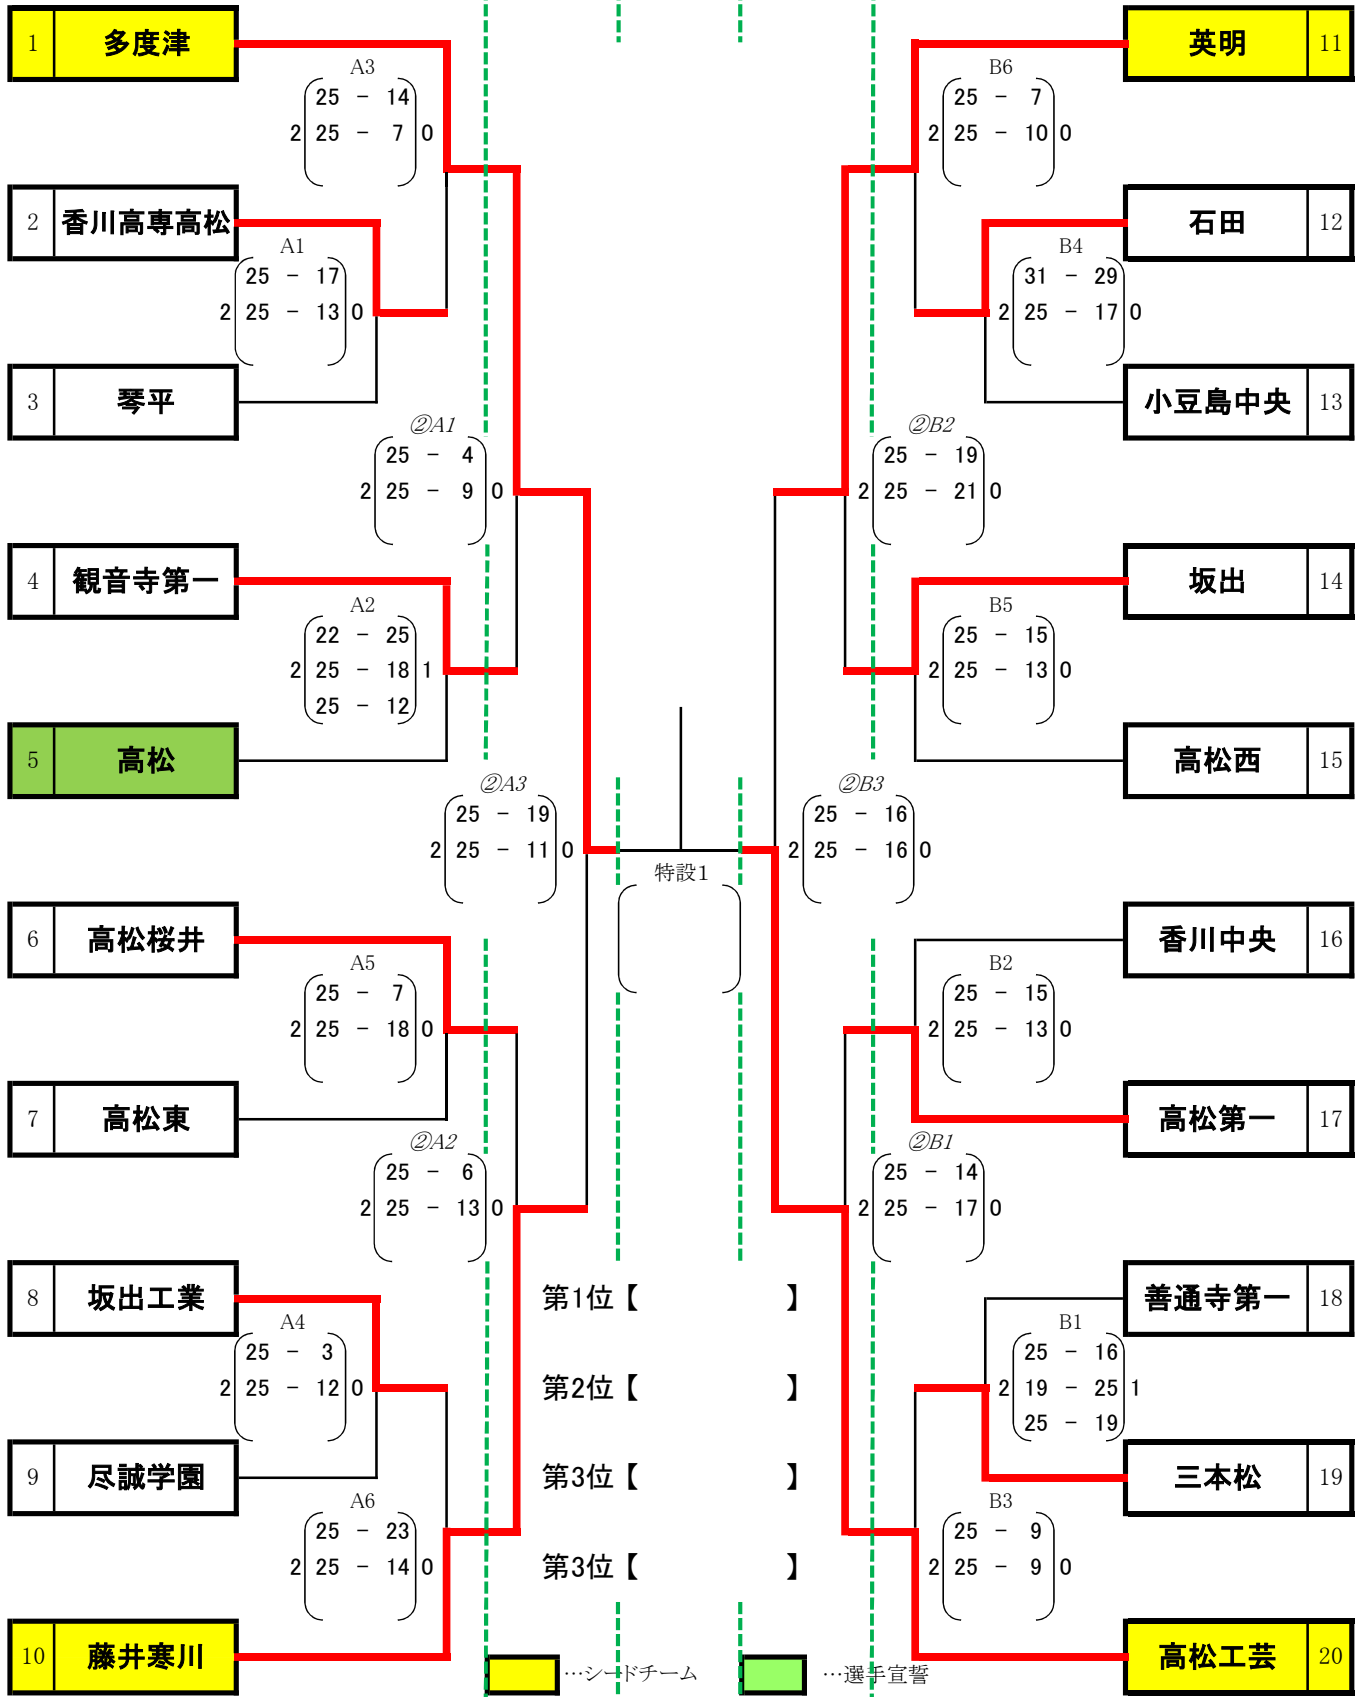 1 多度津
A3
25 － 14
2 25 － 7 0
2 香川高専高松
A1
25 － 17
2 25 － 13 0
3 琴平
②A1
25 － 4
2 25 － 9 0
4 観音寺第一
A2
22 － 25
2 25 － 18 1
25 － 12
5 高松
②A3
25 － 19
2 25 － 11 0
6 高松桜井
A5
25 － 7
2 25 － 18 0
7 高松東
②A2
25 － 6
2 25 － 13 0
8 坂出工業
A4
25 － 3
2 25 － 12 0
9 尽誠学園
A6
25 － 23
2 25 － 14 0
10 藤井寒川
特設1
第1位【 】
第2位【 】
第3位【 】
第3位【 】
…シードチーム
…選手宣誓
英明 11
B6
25 － 7
2 25 － 10 0
石田 12
B4
31 － 29
2 25 － 17 0
小豆島中央 13
②B2
25 － 19
2 25 － 21 0
坂出 14
B5
25 － 15
2 25 － 13 0
高松西 15
②B3
25 － 16
2 25 － 16 0
香川中央 16
B2
25 － 15
2 25 － 13 0
高松第一 17
②B1
25 － 14
2 25 － 17 0
善通寺第一 18
B1
25 － 16
2 19 － 25 1
25 － 19
三本松 19
B3
25 － 9
2 25 － 9 0
高松工芸 20